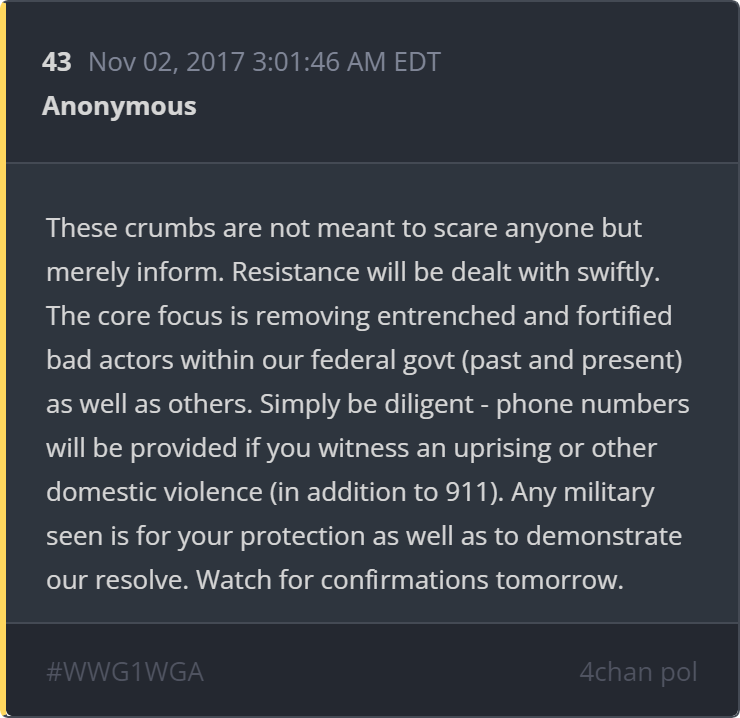 43 Nov 02, 2017 3:01:46 AM EDT
Anonymous
These crumbs are not meant to scare anyone but
merely inform. Resistance will be dealt with swiftly.
The core focus is removing entrenched and fortified
bad actors within our federal govt (past and present)
as well as others. Simply be diligent - phone numbers
will be provided if you witness an uprising or other
domestic violence (in addition to 911). Any military
seen is for your protection as well as to demonstrate
our resolve. Watch for confirmations tomorrow.
#WWG1WGA 4chan pol